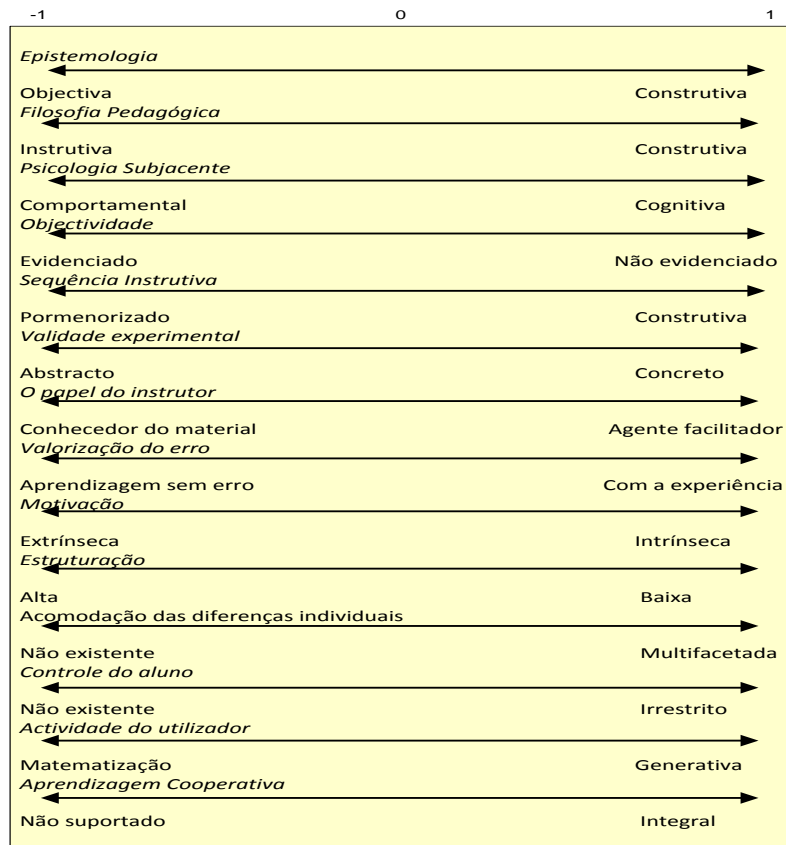 -1 0 1
Epistemologia
Objectiva Construtiva
Filosofia Pedagógica
Instrutiva Construtiva
Psicologia Subjacente
Comportamental Cognitiva
Objectividade
Evidenciado Não evidenciado
Sequência Instrutiva
Pormenorizado Construtiva
Validade experimental
Abstracto Concreto
O papel do instrutor
Conhecedor do material Agente facilitador
Valorização do erro
Aprendizagem sem erro Com a experiência
Motivação
Extrínseca Intrínseca
Estruturação
Alta Baixa
Acomodação das diferenças individuais
Não existente Multifacetada
Controle do aluno
Não existente Irrestrito
Actividade do utilizador
Matematização Generativa
Aprendizagem Cooperativa
Não suportado Integral